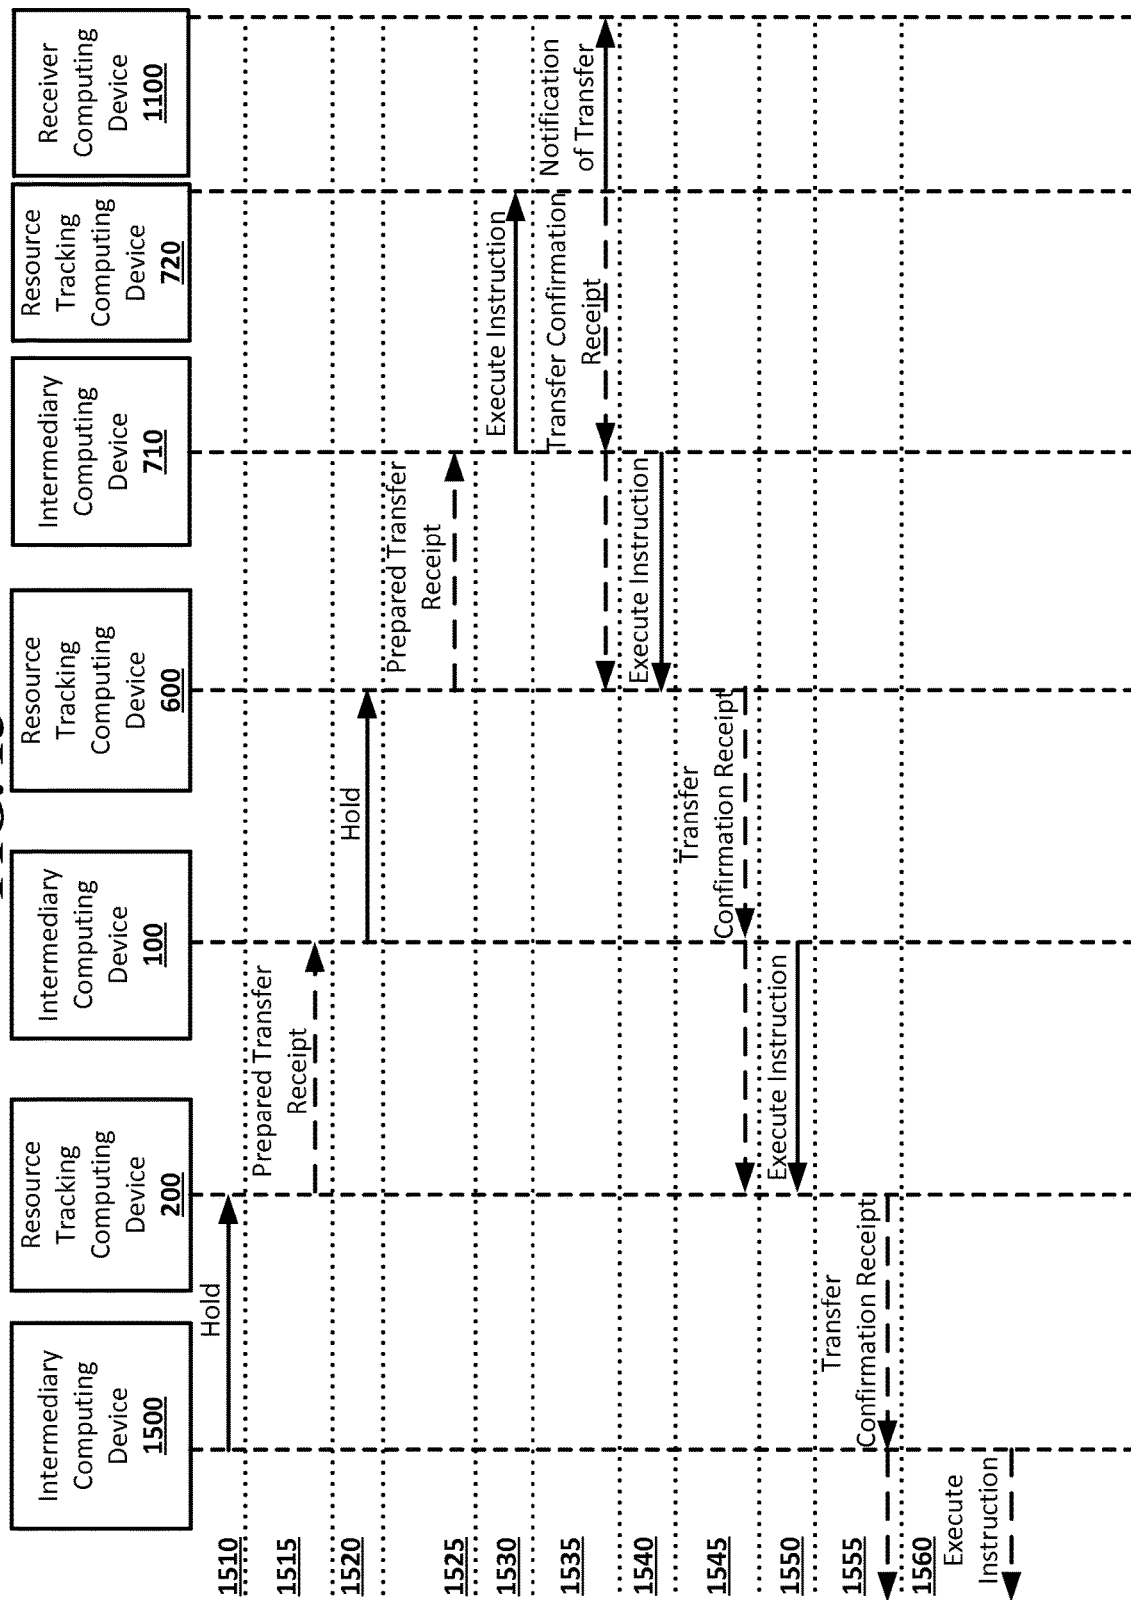 Intermediary
Computing
Device
1500
Resource
Tracking
Computing
Device
200
Intermediary
Computing
Device
100
Resource
Tracking
Computing
Device
600
Intermediary
Computing
Device
710
Resource
Tracking
Computing
Device
720
Receiver
Computing
Device
1100
1510
Hold
1515
Prepared Transfer
Receipt
1520
Hold
1525
Prepared Transfer
Receipt
1530
Execute Instruction
1535
Transfer Confirmation
Receipt
Notification
of Transfer
1540
Execute Instruction
1545
Transfer
Confirmation Receipt
1550
Execute Instruction
1555
Transfer
Confirmation Receipt
1560
Execute
Instruction